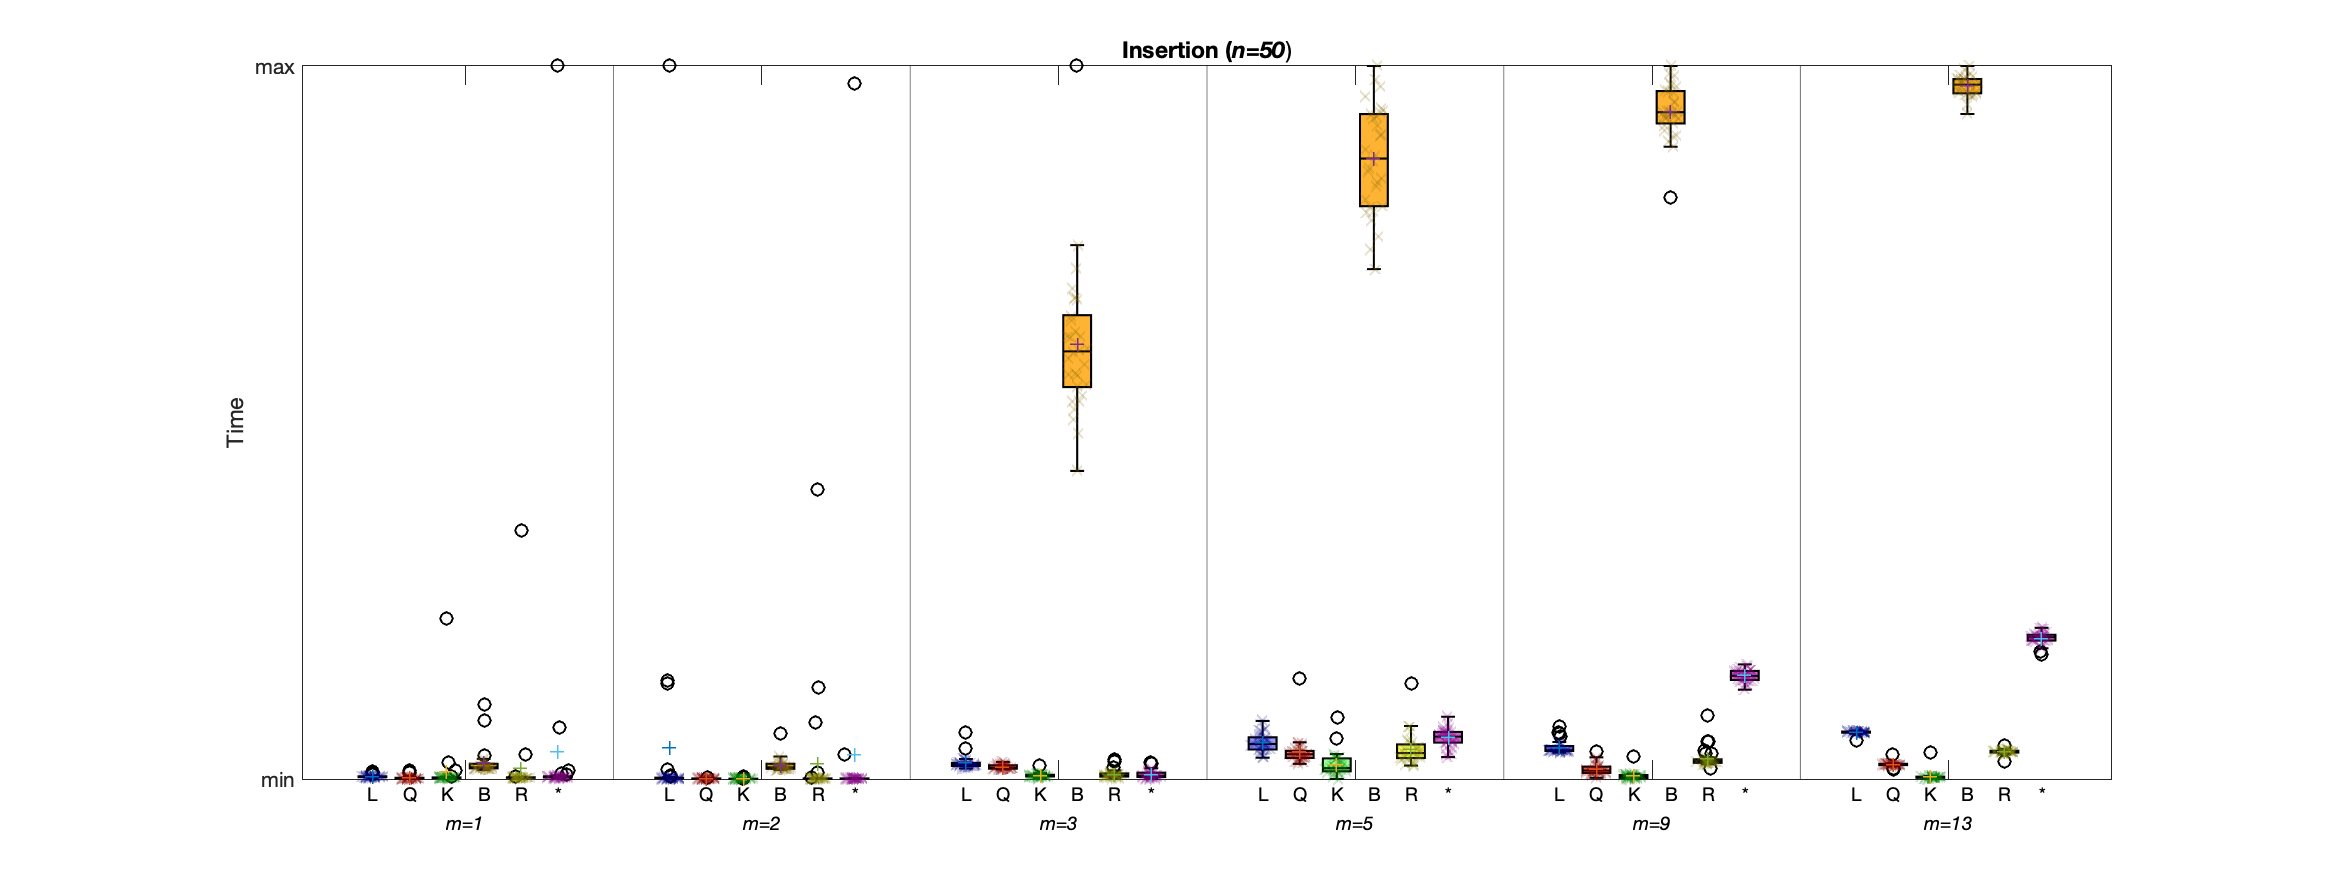 Insertion (n=50)
max
Time
min
L Q K B R * L Q K B R * L Q K B R * L Q K B R * L Q K B R * L Q K B R *
m=1 m=2 m=3 m=5 m=9 m=13